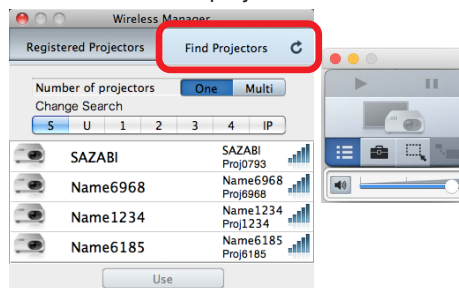 Wireless Manager
Registered Projectors Find Projectors
Number of projectors One Multi
Change Search
S U 1 2 3 4 IP
SAZABI SAZABI
Proj0793
Name6968 Name6968
Proj6968
Name1234 Name1234
Proj1234
Name6185 Name6185
Proj6185
Use